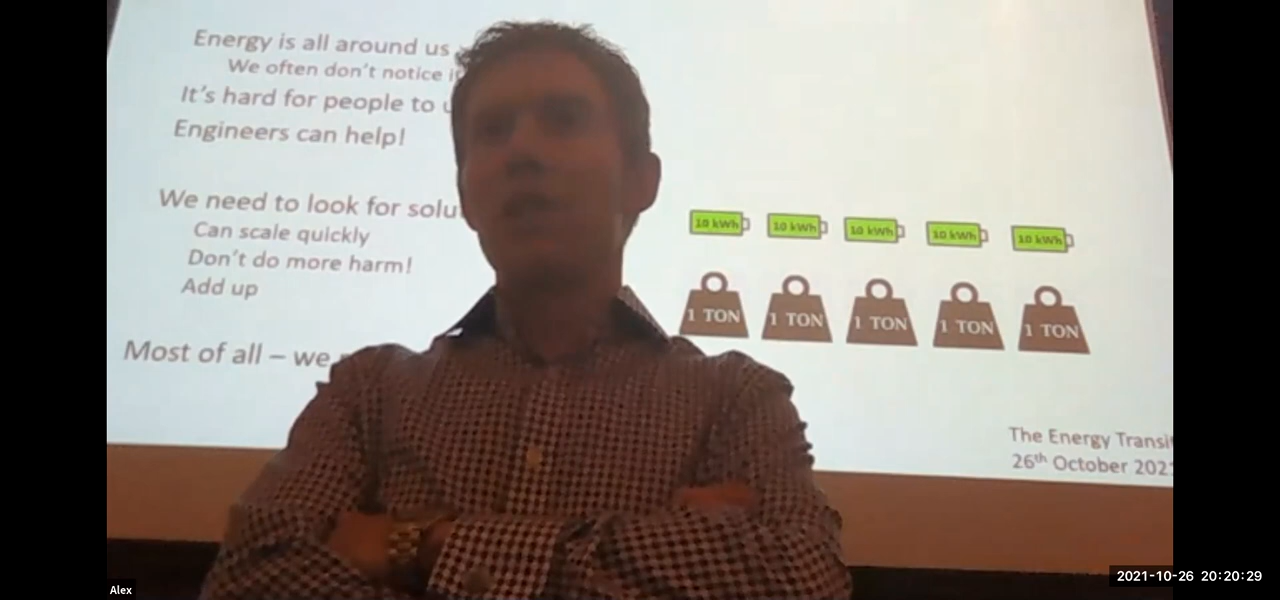 Energy is all around us
We often don't notice
It's hard for people to
Engineers can help!
We need to look for
Can scale quickly
Don't do more harm!
Add up
Most of all – we
10 kWh 10 kWh 10 kWh 10 kWh 10 kWh
1 TON 1 TON 1 TON 1 TON 1 TON
The Energy
26th October
Alex
2021-10-26 20:20:29